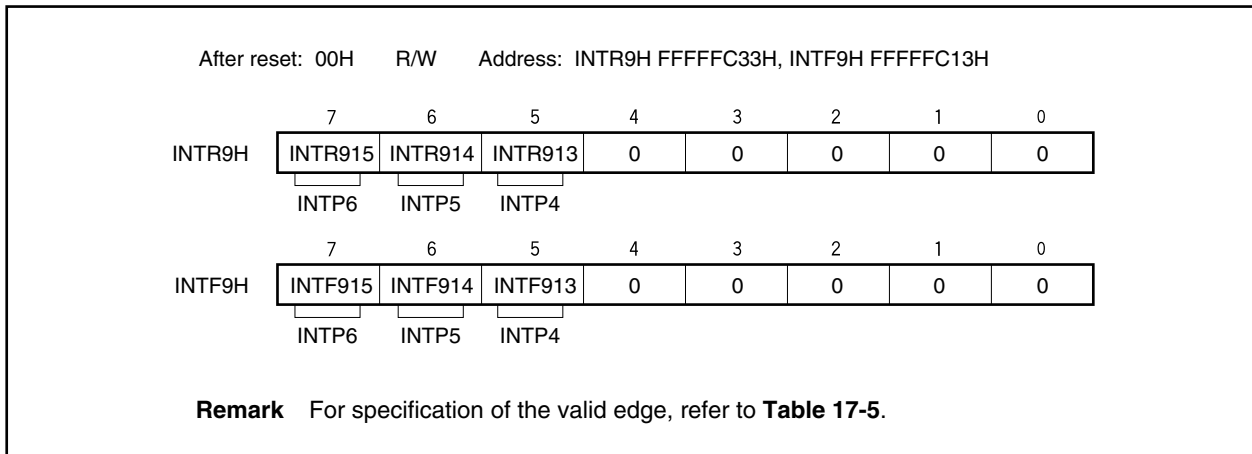 After reset: 00H R/W Address: INTR9H FFFFFC33H, INTF9H FFFFFC13H
7 6 5 4 3 2 1 0
INTR9H INTR915 INTR914 INTR913 0 0 0 0 0
INTP6 INTP5 INTP4
7 6 5 4 3 2 1 0
INTF9H INTF915 INTF914 INTF913 0 0 0 0 0
INTP6 INTP5 INTP4
Remark For specification of the valid edge, refer to Table 17-5.